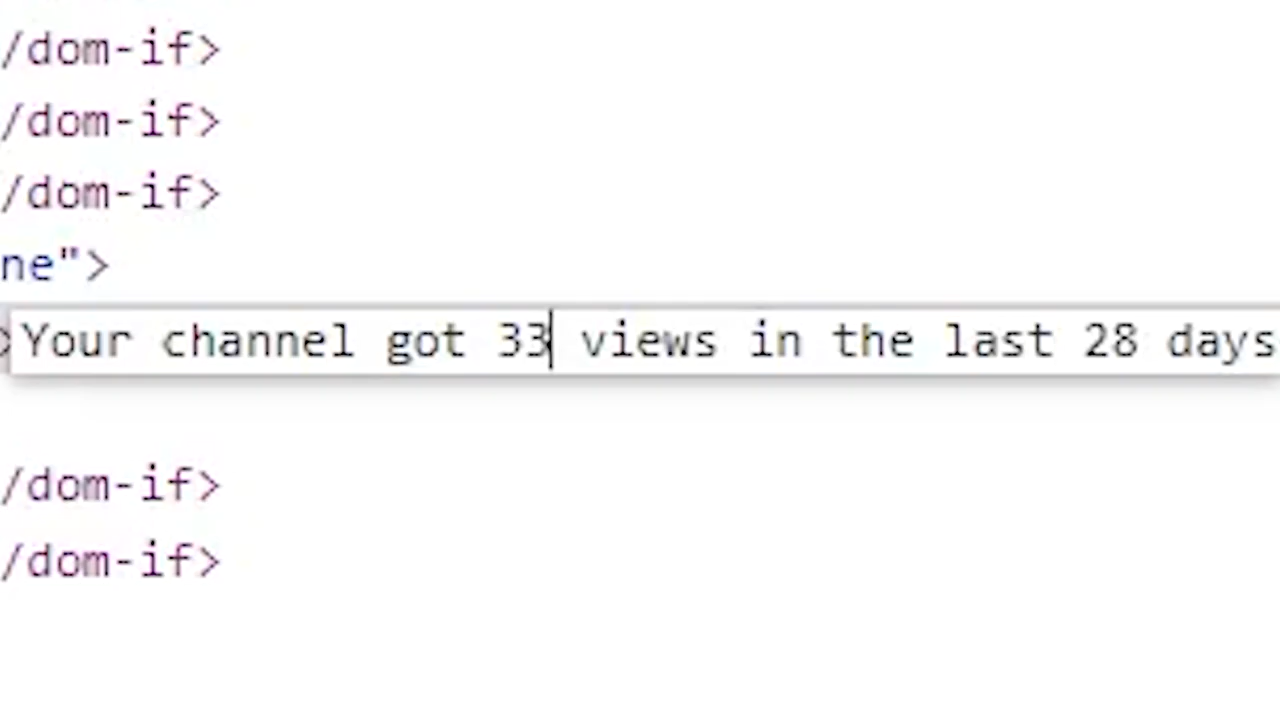 /dom-if>
/dom-if>
/dom-if>
ne">
Your channel got 33 views in the last 28 days
/dom-if>
/dom-if>